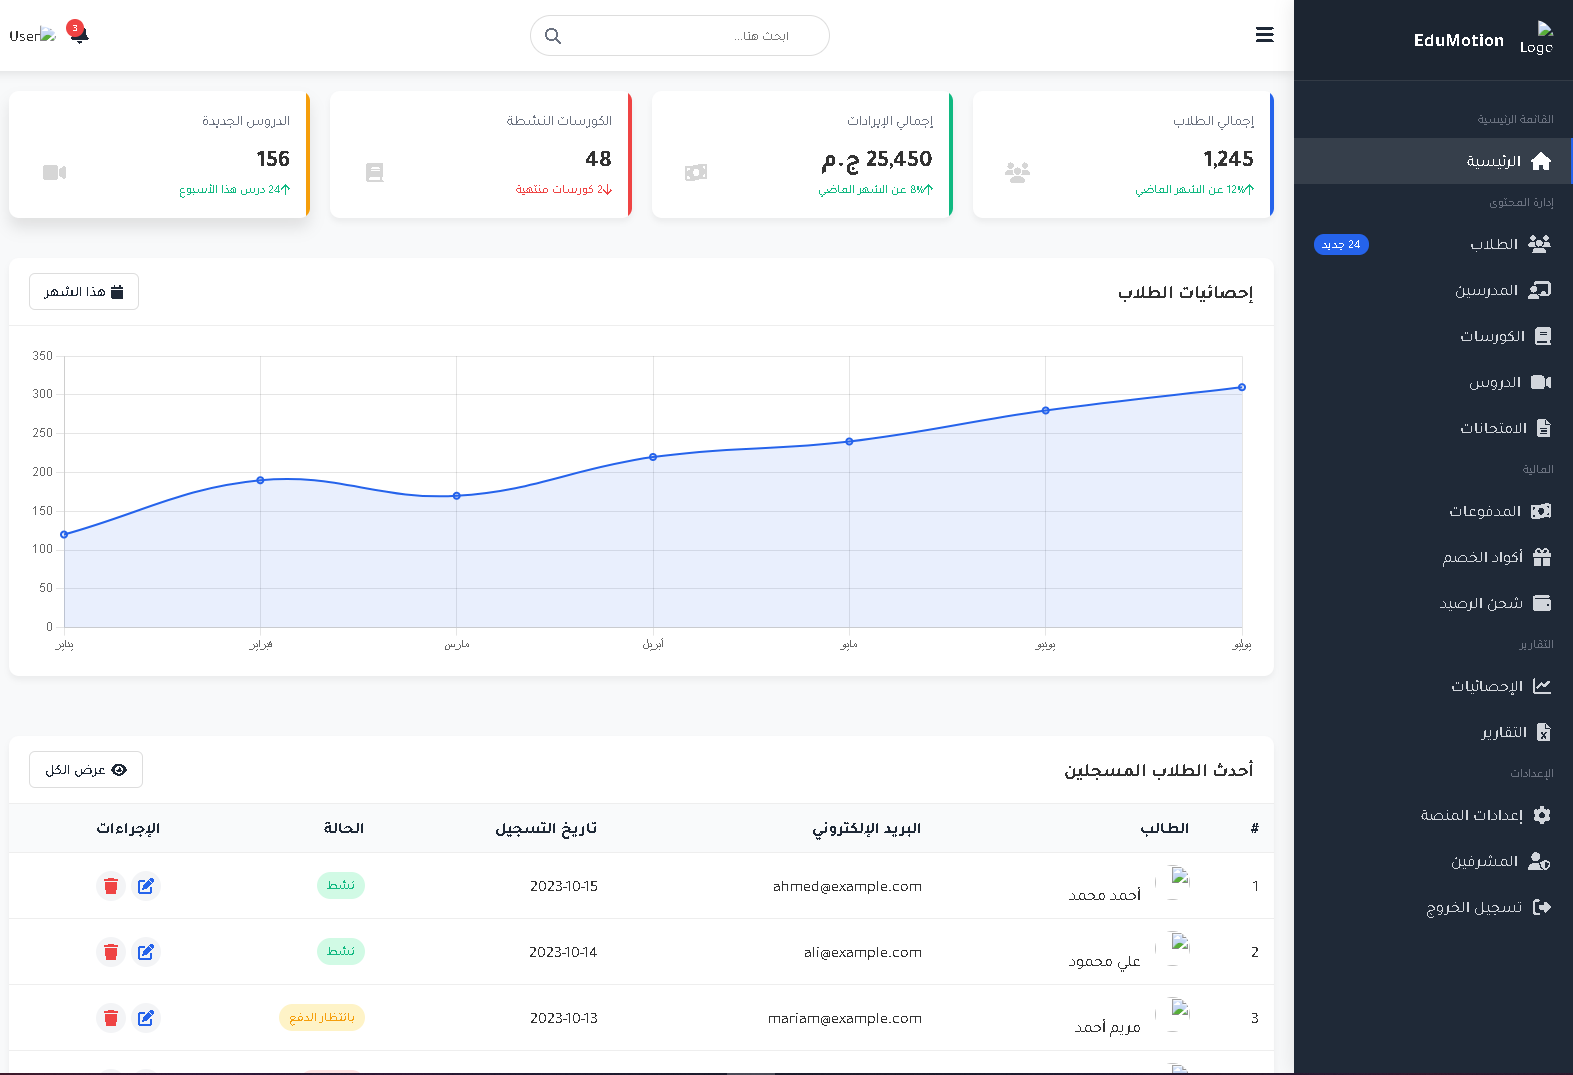 Logo
EduMotion
القائمة الرئيسية
الرئيسية
إدارة المحتوى
الطلاب
24 جديد
المدرسين
الكورسات
الدروس
الامتحانات
المالية
المدفوعات
أكواد الخصم
شحن الرصيد
التقارير
الإحصائيات
التقارير
الإعدادات
إعدادات المنصة
المشرفين
تسجيل الخروج
ابحث هنا...
3
User
إجمالي الطلاب
1,245
12% عن الشهر الماضي
إجمالي الإيرادات
25,450 ج.م
8% عن الشهر الماضي
الكورسات النشطة
48
2 كورسات منتهية
الدروس الجديدة
156
24 درس هذا الأسبوع
إحصائيات الطلاب
هذا الشهر
350
300
250
200
150
100
50
0
يناير فبراير مارس أبريل مايو يونيو يوليو
أحدث الطلاب المسجلين
عرض الكل
# الطالب البريد الإلكتروني تاريخ التسجيل الحالة الإجراءات
1 أحمد محمد ahmed@example.com 2023-10-15 نشط
2 علي محمود ali@example.com 2023-10-14 نشط
3 مريم أحمد mariam@example.com 2023-10-13 بانتظار الدفع